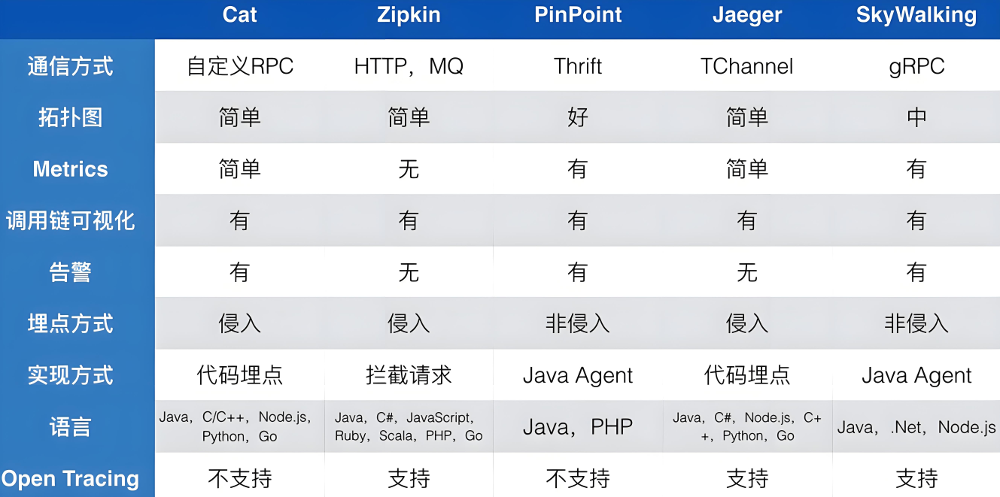 Cat Zipkin PinPoint Jaeger SkyWalking
通信方式 自定义RPC HTTP，MQ Thrift TChannel gRPC
拓扑图 简单 简单 好 简单 中
Metrics 简单 无 有 简单 有
调用链可视化 有 有 有 有 有
告警 有 无 有 无 有
埋点方式 侵入 侵入 非侵入 侵入 非侵入
实现方式 代码埋点 拦截请求 Java Agent 代码埋点 Java Agent
语言 Java，C/C++，Node.js， Java，C#，JavaScript， Java，PHP Java，C#，Node.js，C+ Java，.Net，Node.js
Python，Go Ruby，Scala，PHP，Go +，Python，Go
Open Tracing 不支持 支持 不支持 支持 支持